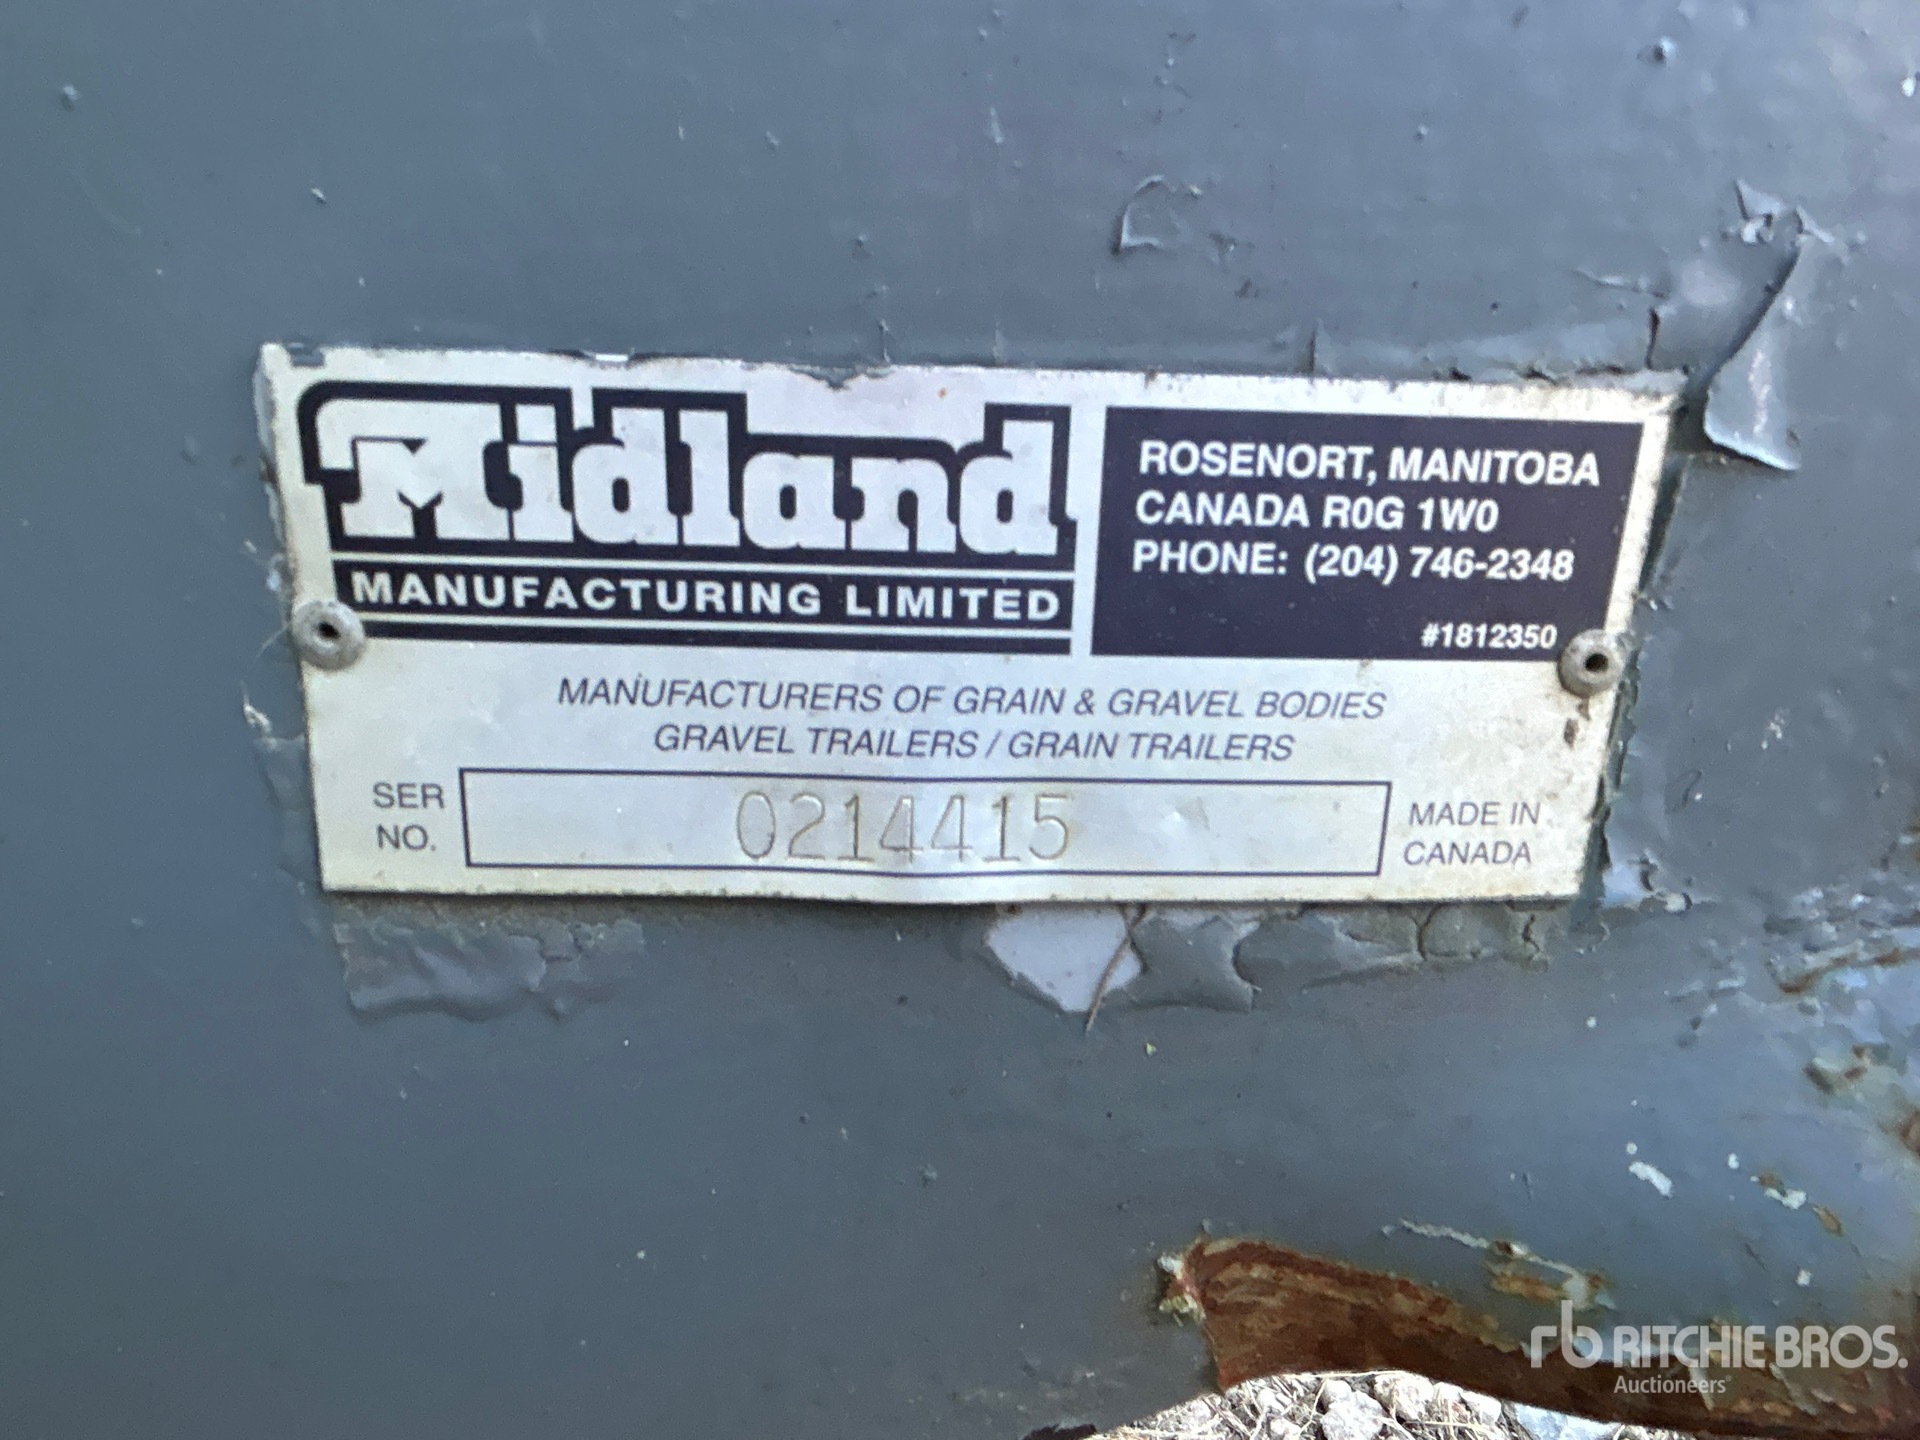 Midland
MANUFACTURING LIMITED
ROSENORT, MANITOBA
CANADA R0G 1W0
PHONE: (204) 746-2348
#1812350
MANUFACTURERS OF GRAIN & GRAVEL BODIES
GRAVEL TRAILERS / GRAIN TRAILERS
SER
NO.
0214415
MADE IN
CANADA
rb RITCHIE BROS.
Auctioneers